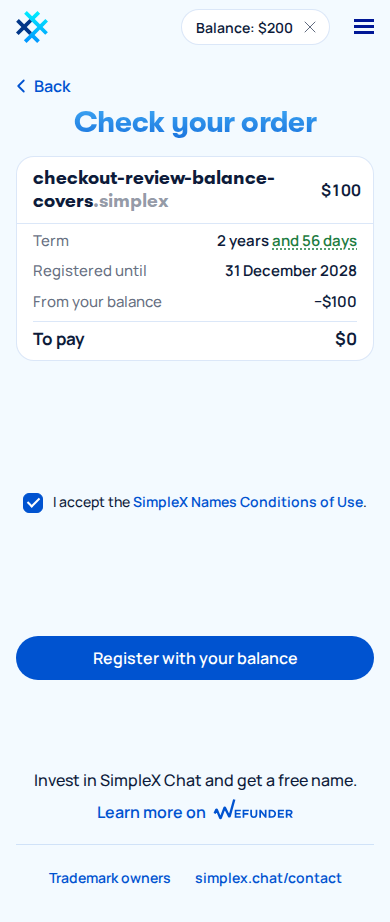 Balance: $200
Back
Check your order
checkout-review-balance-
covers.simplex
$100
Term 2 years and 56 days
Registered until 31 December 2028
From your balance −$100
To pay $0
I accept the SimpleX Names Conditions of Use.
Register with your balance
Invest in SimpleX Chat and get a free name.
Learn more on WEFUNDER
Trademark owners simplex.chat/contact